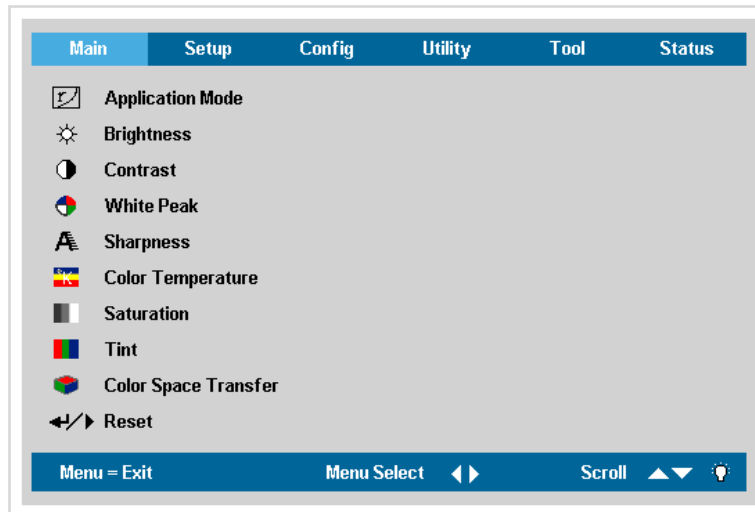 Main Setup Config Utility Tool Status
Application Mode
Brightness
Contrast
White Peak
Sharpness
Color Temperature
Saturation
Tint
Color Space Transfer
Reset
Menu = Exit Menu Select Scroll